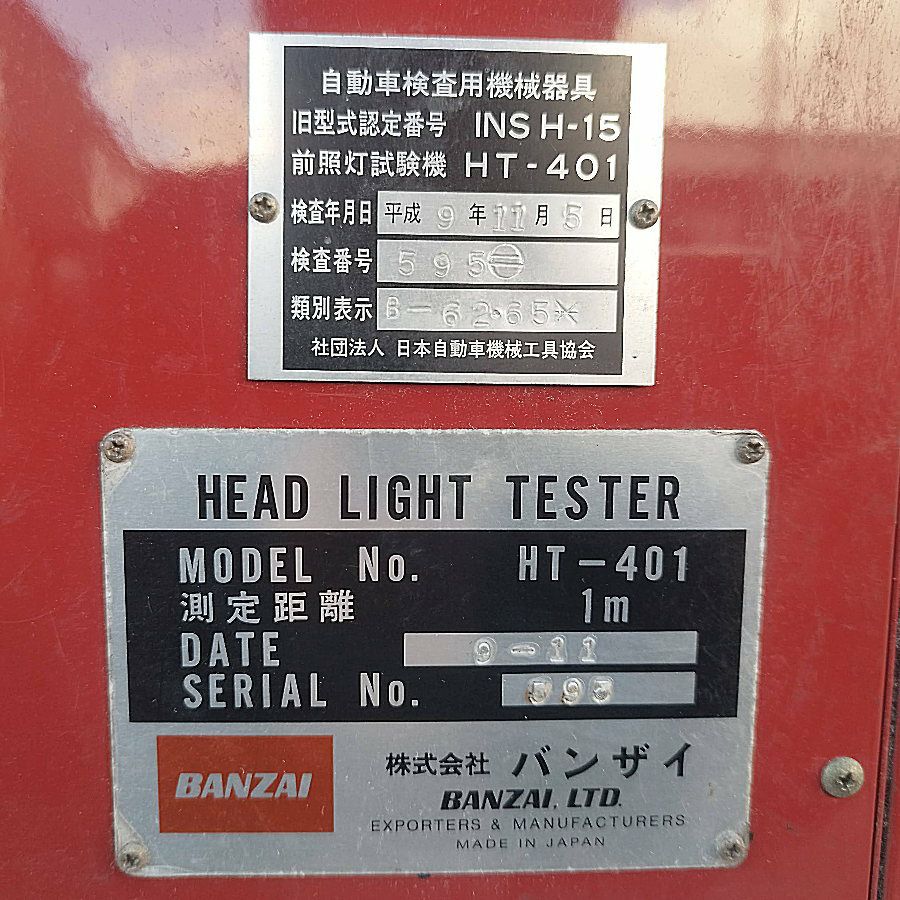 自動車検査用機械器具
旧型式認定番号 INS H-15
前照灯試験機 HT-401
検査年月日 平成 9 年 11 月 5 日
検査番号 595
類別表示 B-62·65*
社団法人 日本自動車機械工具協会
HEAD LIGHT TESTER
MODEL No. HT-401
測定距離 1m
DATE 9-11
SERIAL No. 595
BANZAI
株式会社 バンザイ
BANZAI, LTD.
EXPORTERS & MANUFACTURERS
MADE IN JAPAN